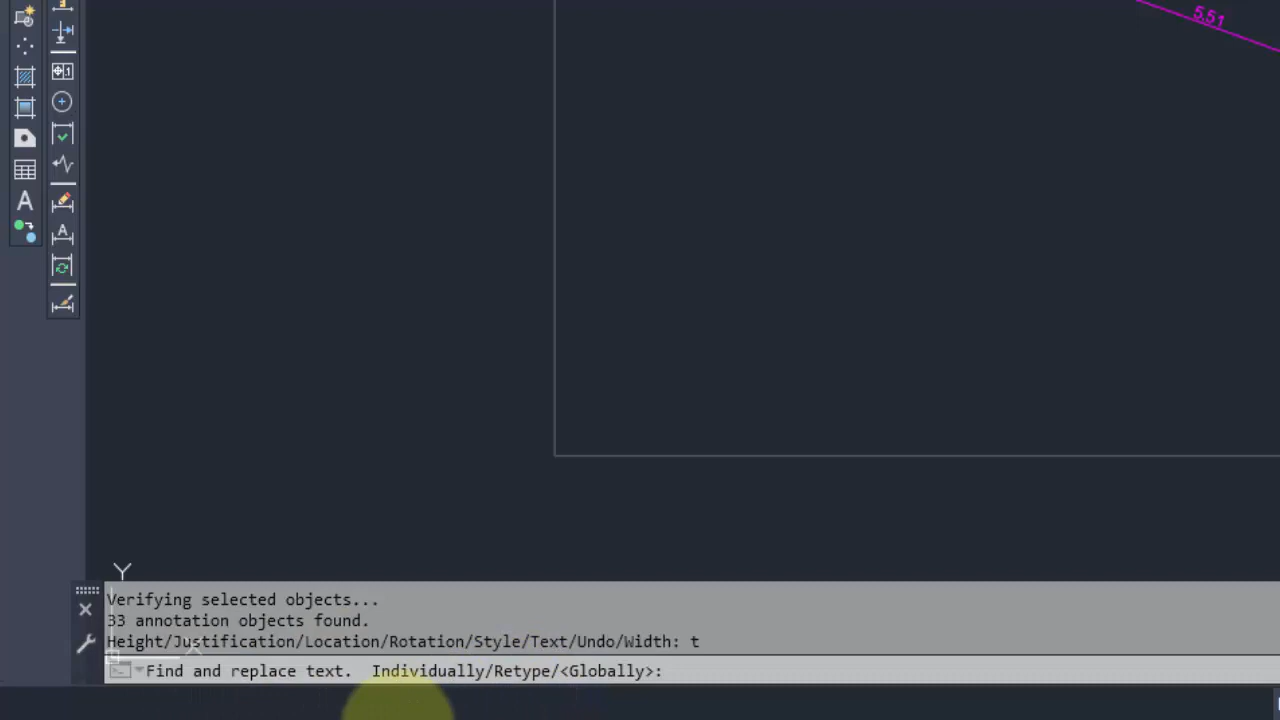 5,51
Y
Verifying selected objects...
33 annotation objects found.
Height/Justification/Location/Rotation/Style/Text/Undo/Width: t
Find and replace text.  Individually/Retype/<Globally>: